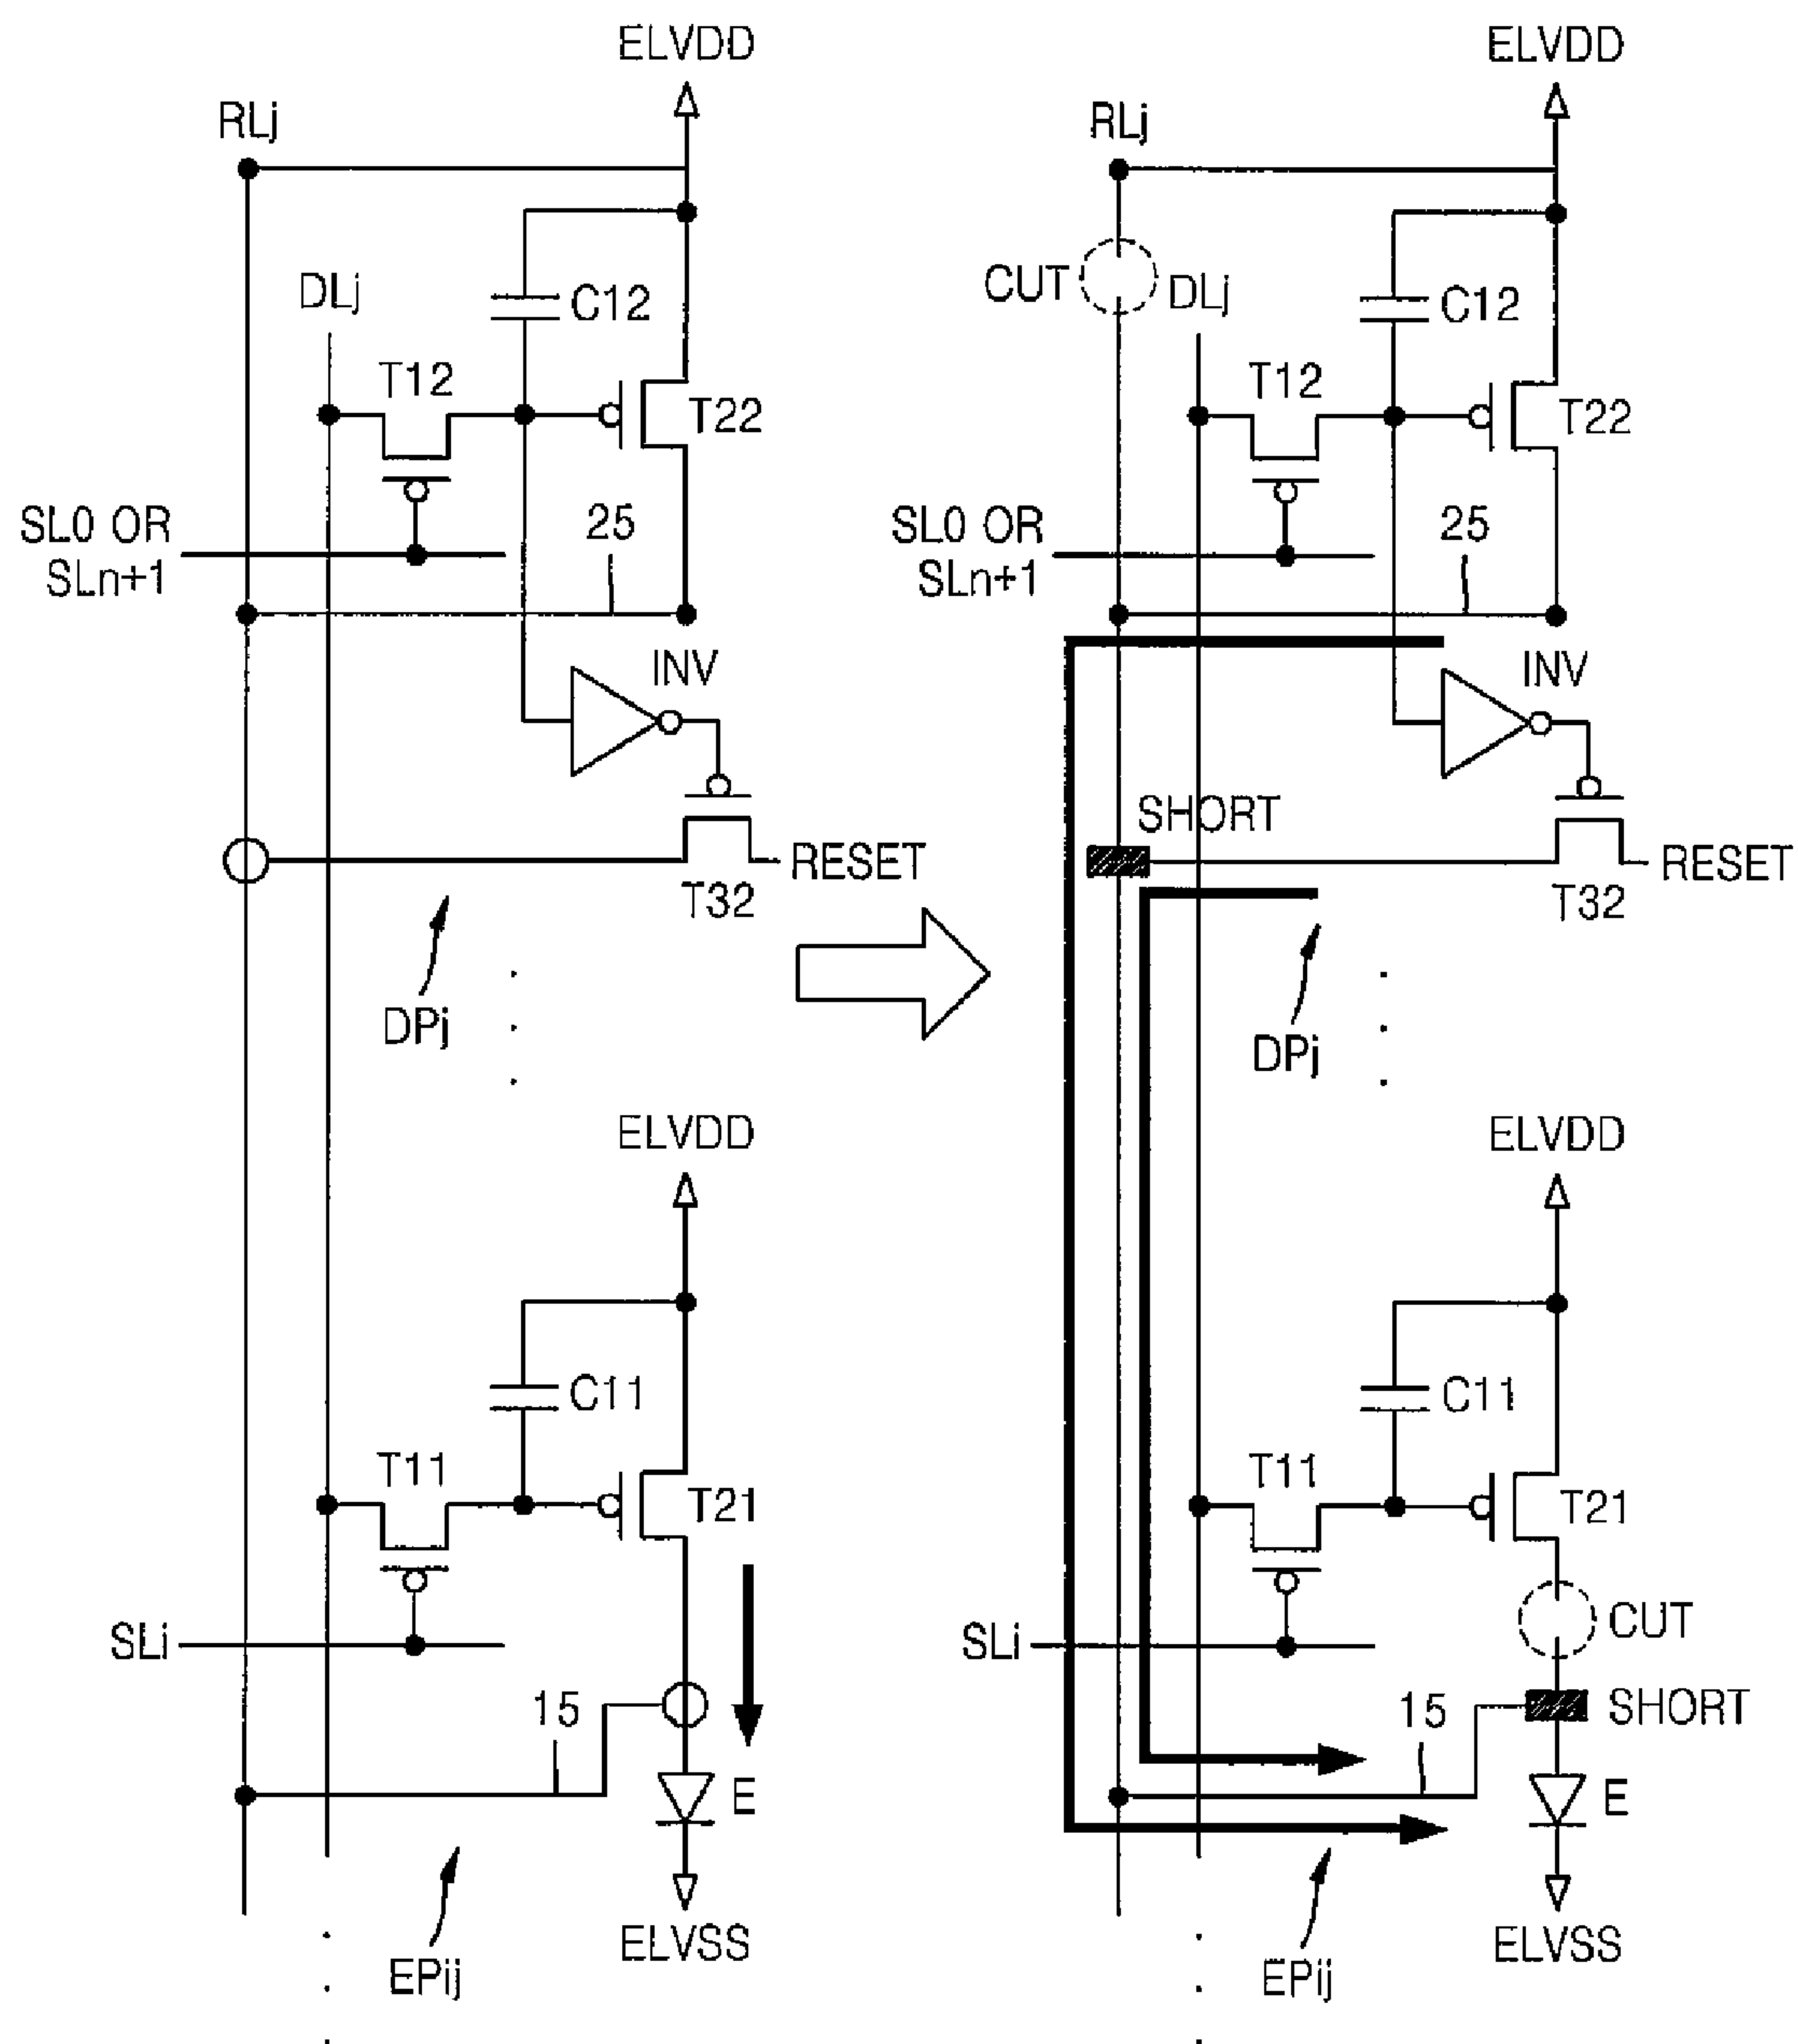 ELVDD
RLj
DLj
C12
T12
T22
SL0 OR
SLn+1
25
INV
RESET
T32
DPj
ELVDD
C11
T11
T21
SLi
15
E
EPij
ELVSS
ELVDD
RLj
CUT
DLj
C12
T12
T22
SL0 OR
SLn+1
25
INV
SHORT
RESET
T32
DPj
ELVDD
C11
T11
T21
CUT
SLi
15
SHORT
E
EPij
ELVSS